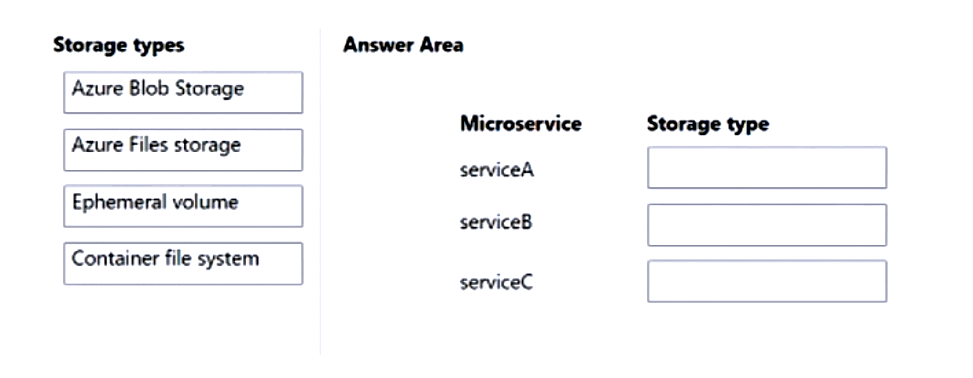 Storage types
Azure Blob Storage
Azure Files storage
Ephemeral volume
Container file system
Answer Area
Microservice Storage type
serviceA
serviceB
serviceC